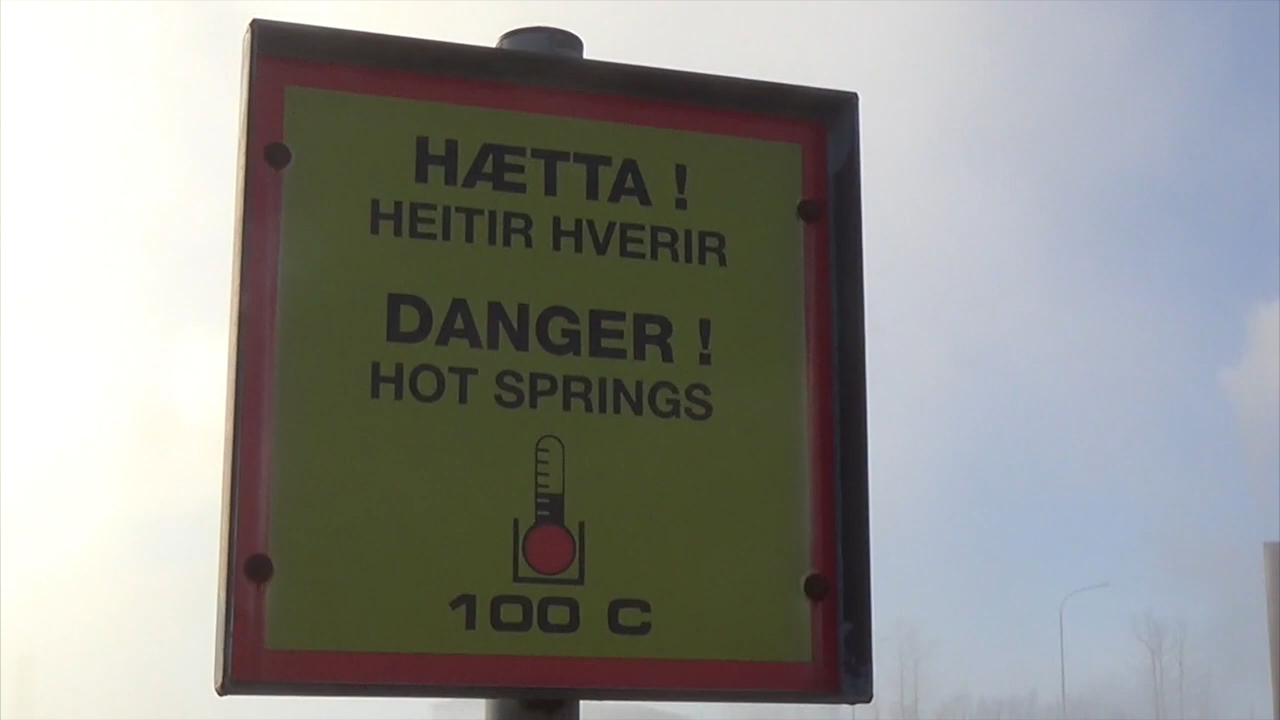 HÆTTA !
HEITIR HVERIR
DANGER !
HOT SPRINGS
100 C